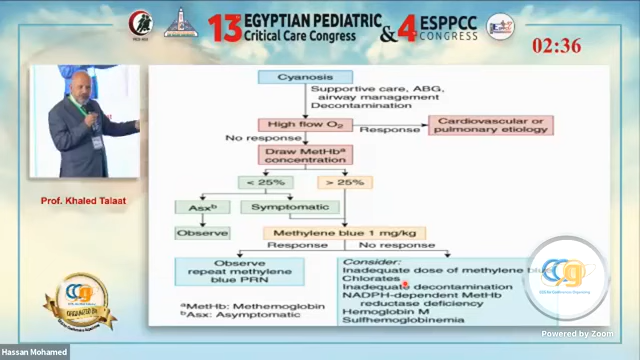 13 EGYPTIAN PEDIATRIC
Critical Care Congress
& 4 ESPPCC
CONGRESS
02:36
Prof. Khaled Talaat
Cyanosis
Supportive care, ABG,
airway management
Decontamination
High flow O2
Response
Cardiovascular or
pulmonary etiology
No response
Draw MetHbᵃ
concentration
< 25%
> 25%
Asxᵇ
Symptomatic
Observe
Methylene blue 1 mg/kg
Response
No response
Observe
repeat methylene
blue PRN
Consider:
Inadequate dose of methylene blue
Chlorates
Inadequate decontamination
NADPH-dependent MetHb
reductase deficiency
Hemoglobin M
Sulfhemoglobinemia
ᵃMetHb: Methemoglobin
ᵇAsx: Asymptomatic
ccg
ccg
Powered by Zoom
Hassan Mohamed